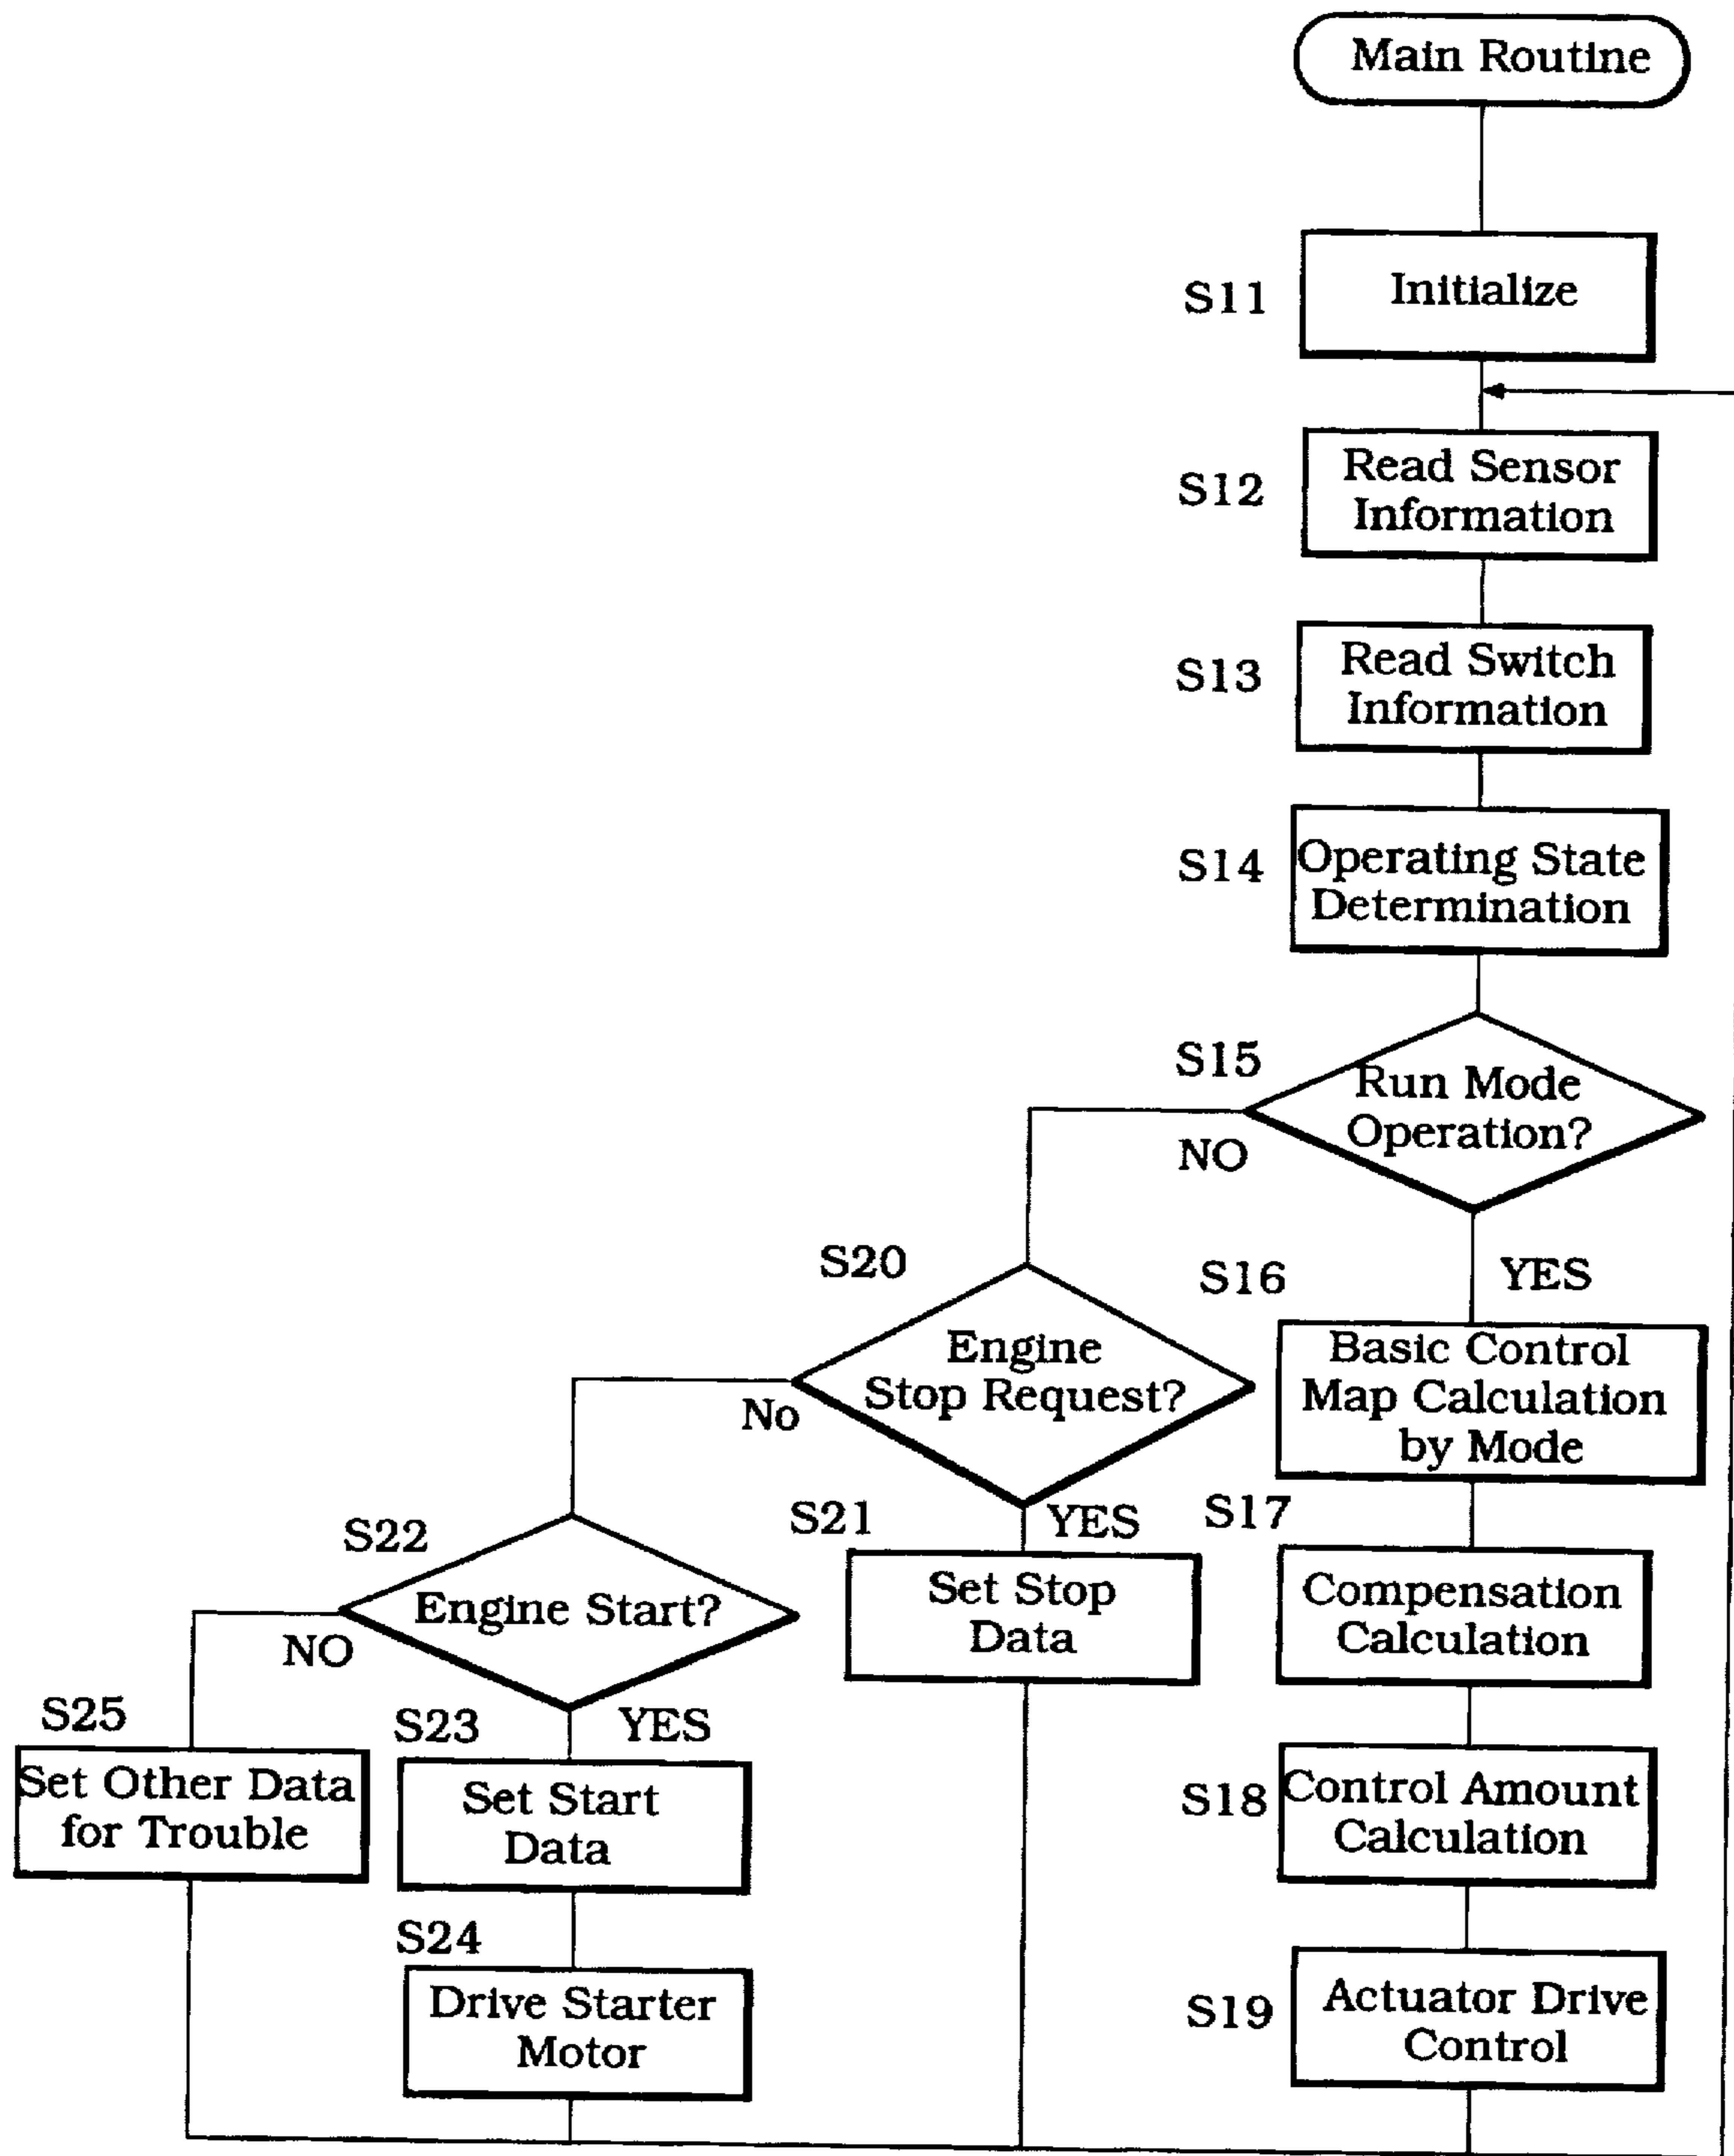 Main Routine
S11
Initialize
S12
Read Sensor
Information
S13
Read Switch
Information
S14
Operating State
Determination
S15
Run Mode
Operation?
NO
YES
S20
Engine
Stop Request?
No
YES
S16
Basic Control
Map Calculation
by Mode
S21
Set Stop
Data
S17
Compensation
Calculation
S22
Engine Start?
NO
YES
S25
Set Other Data
for Trouble
S23
Set Start
Data
S18
Control Amount
Calculation
S24
Drive Starter
Motor
S19
Actuator Drive
Control